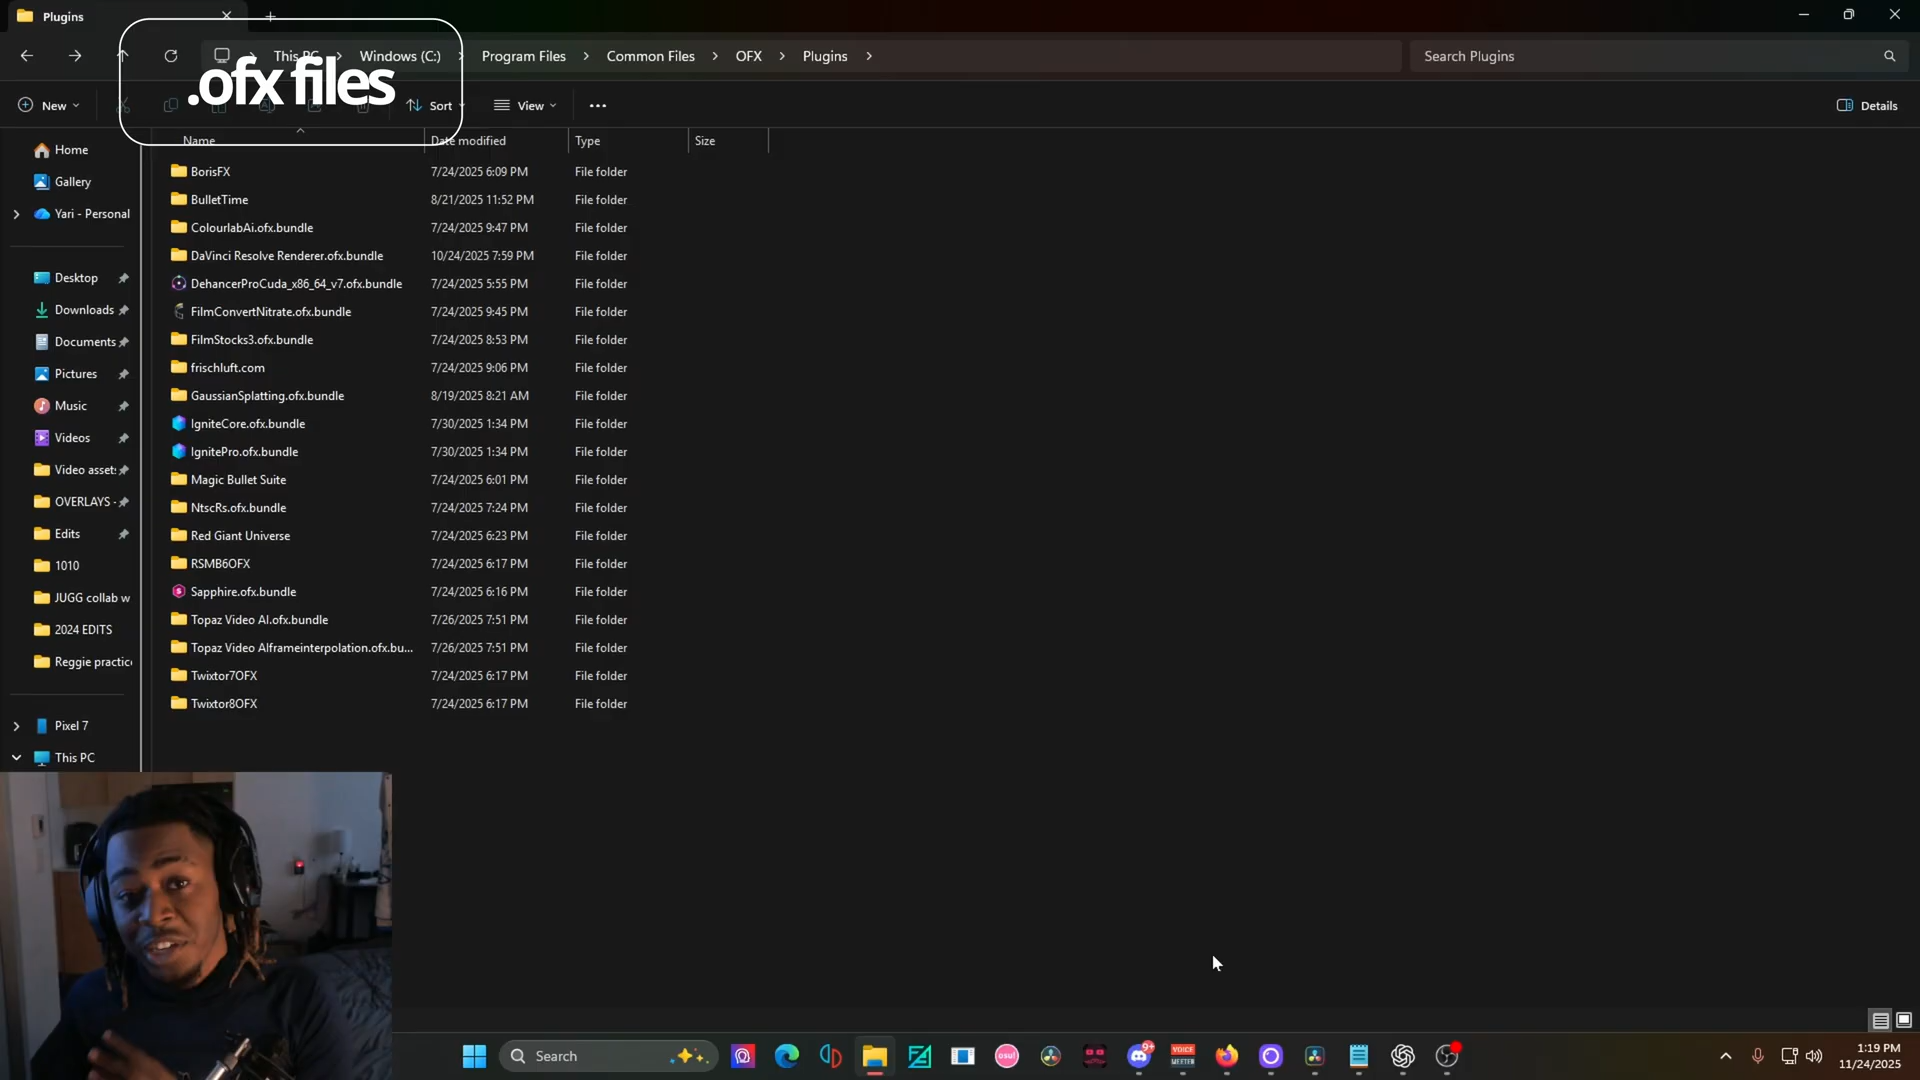 Plugins
This PC
Windows (C:)
Program Files
Common Files
OFX
Plugins
Search Plugins
.ofx files
New
Sort
View
Details
Name
Date modified
Type
Size
Home
Gallery
Yari - Personal
Desktop
Downloads
Documents
Pictures
Music
Videos
Video assets
OVERLAYS -
Edits
1010
JUGG collab w
2024 EDITS
Reggie practice
Pixel 7
This PC
BorisFX 7/24/2025 6:09 PM File folder
BulletTime 8/21/2025 11:52 PM File folder
ColourlabAi.ofx.bundle 7/24/2025 9:47 PM File folder
DaVinci Resolve Renderer.ofx.bundle 10/24/2025 7:59 PM File folder
DehancerProCuda_x86_64_v7.ofx.bundle 7/24/2025 5:55 PM File folder
FilmConvertNitrate.ofx.bundle 7/24/2025 9:45 PM File folder
FilmStocks3.ofx.bundle 7/24/2025 8:53 PM File folder
frischluft.com 7/24/2025 9:06 PM File folder
GaussianSplatting.ofx.bundle 8/19/2025 8:21 AM File folder
IgniteCore.ofx.bundle 7/30/2025 1:34 PM File folder
IgnitePro.ofx.bundle 7/30/2025 1:34 PM File folder
Magic Bullet Suite 7/24/2025 6:01 PM File folder
NtscRs.ofx.bundle 7/24/2025 7:24 PM File folder
Red Giant Universe 7/24/2025 6:23 PM File folder
RSMB6OFX 7/24/2025 6:17 PM File folder
Sapphire.ofx.bundle 7/24/2025 6:16 PM File folder
Topaz Video AI.ofx.bundle 7/26/2025 7:51 PM File folder
Topaz Video AIframeinterpolation.ofx.bu... 7/26/2025 7:51 PM File folder
Twixtor7OFX 7/24/2025 6:17 PM File folder
Twixtor8OFX 7/24/2025 6:17 PM File folder
Search
osu!
9+
VOICE
MEETER
1:19 PM
11/24/2025